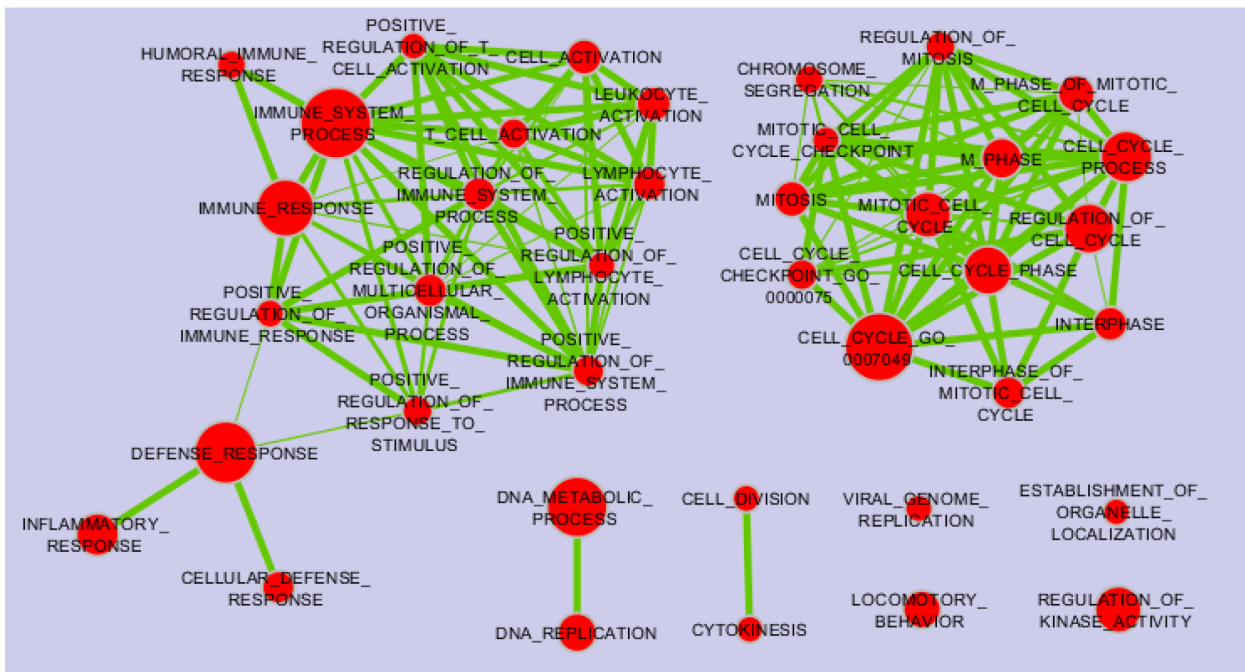 HUMORAL_IMMUNE_
RESPONSE
POSITIVE_
REGULATION_OF_T_
CELL_ACTIVATION
CELL_ACTIVATION
IMMUNE_SYSTEM_
PROCESS
LEUKOCYTE_
ACTIVATION
T_CELL_ACTIVATION
REGULATION_OF_
IMMUNE_SYSTEM_
PROCESS
LYMPHOCYTE_
ACTIVATION
IMMUNE_RESPONSE
POSITIVE_
REGULATION_OF_
LYMPHOCYTE_
ACTIVATION
POSITIVE_
REGULATION_OF_
MULTICELLULAR_
ORGANISMAL_
PROCESS
POSITIVE_
REGULATION_OF_
IMMUNE_RESPONSE
POSITIVE_
REGULATION_OF_
IMMUNE_SYSTEM_
PROCESS
POSITIVE_
REGULATION_OF_
RESPONSE_TO_
STIMULUS
DEFENSE_RESPONSE
INFLAMMATORY_
RESPONSE
CELLULAR_DEFENSE_
RESPONSE
REGULATION_OF_
MITOSIS
CHROMOSOME_
SEGREGATION
M_PHASE_OF_MITOTIC_
CELL_CYCLE
MITOTIC_CELL_
CYCLE_CHECKPOINT
M_PHASE
CELL_CYCLE_
PROCESS
MITOSIS
MITOTIC_CELL_
CYCLE
REGULATION_OF_
CELL_CYCLE
CELL_CYCLE_
CHECKPOINT_GO_
0000075
CELL_CYCLE_PHASE
CELL_CYCLE_GO_
0007049
INTERPHASE
INTERPHASE_OF_
MITOTIC_CELL_
CYCLE
DNA_METABOLIC_
PROCESS
DNA_REPLICATION
CELL_DIVISION
CYTOKINESIS
VIRAL_GENOME_
REPLICATION
ESTABLISHMENT_OF_
ORGANELLE_
LOCALIZATION
LOCOMOTORY_
BEHAVIOR
REGULATION_OF_
KINASE_ACTIVITY